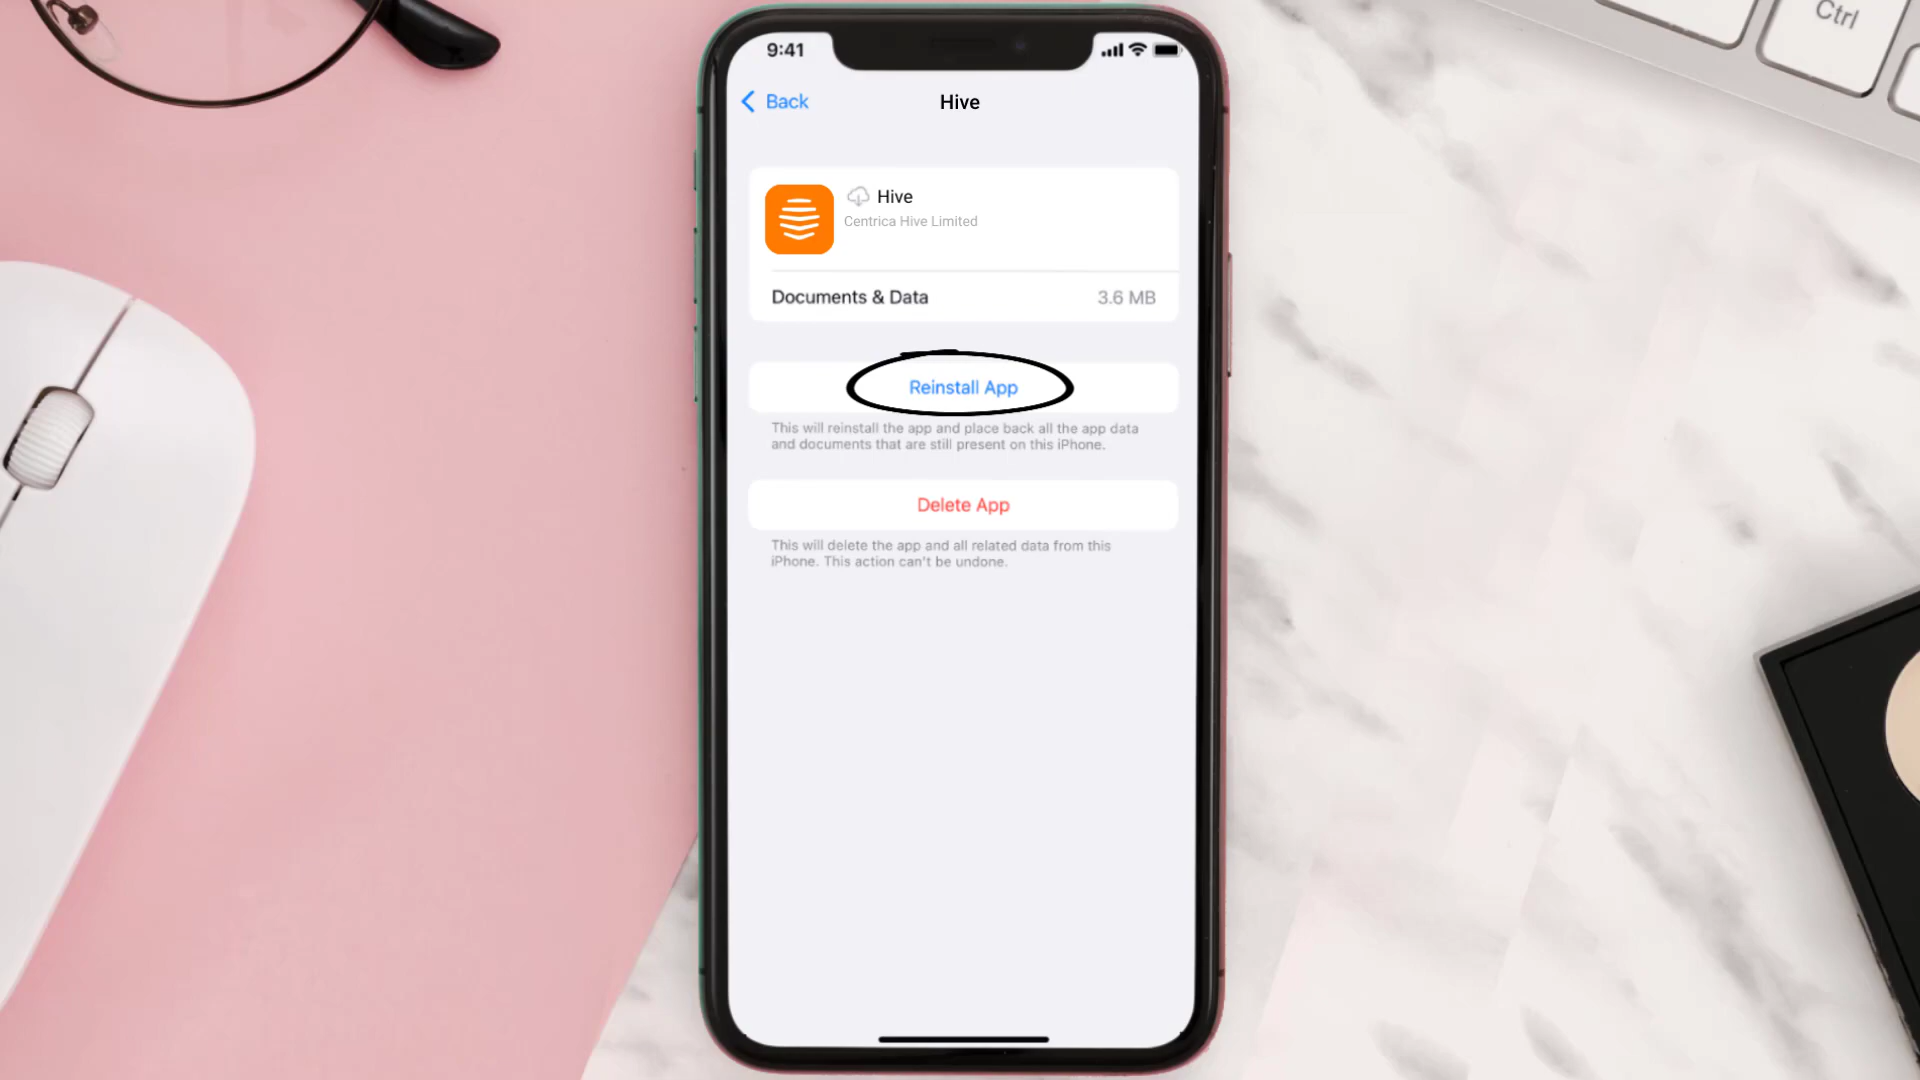 Ctrl
9:41
Back
Hive
Hive
Centrica Hive Limited
Documents & Data 3.6 MB
Reinstall App
This will reinstall the app and place back all the app data
and documents that are still present on this iPhone.
Delete App
This will delete the app and all related data from this
iPhone. This action can't be undone.